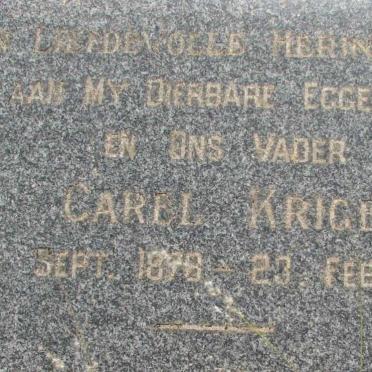 N LIEFDEVOLLE HERIN
AAN MY DIERBARE EGGE
EN ONS VADER
CAREL KRIGE
SEPT. 1878 - 23. FEB